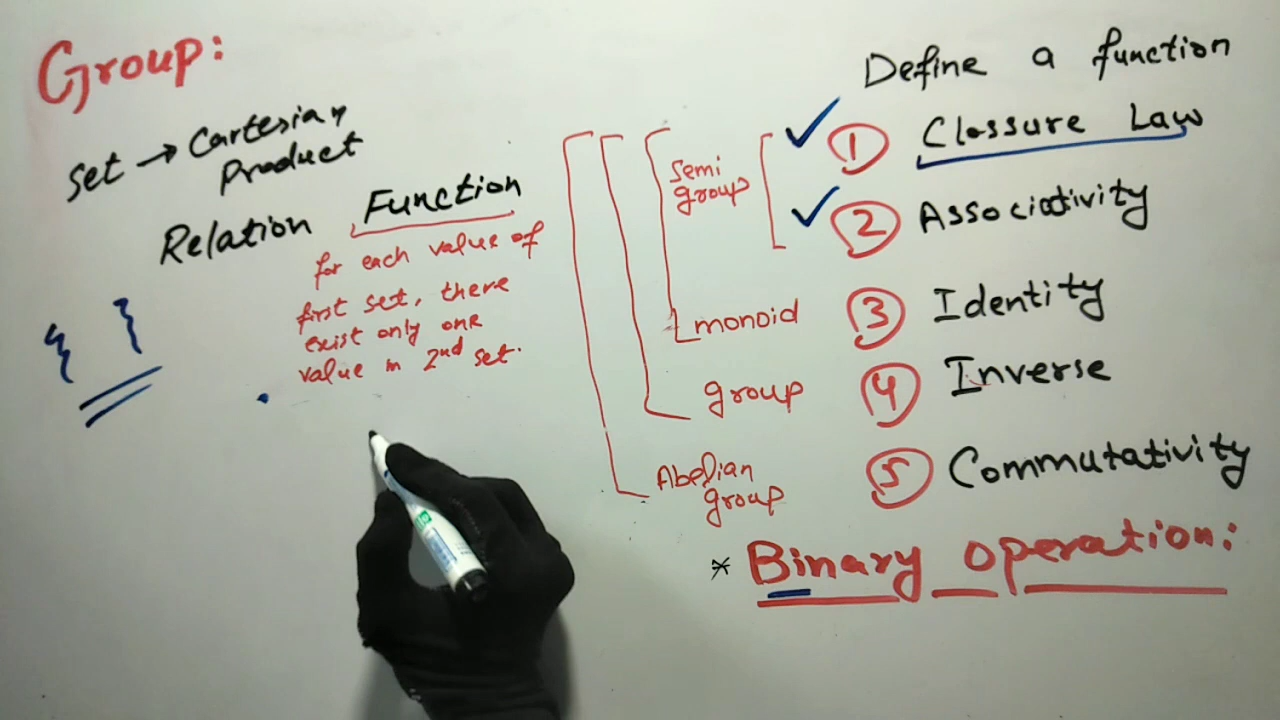 Group:
Set → Cartesian
Product
Relation
Function
for each value of
first set, there
exist only one
value in 2nd set.
{ }
Define a function
① Classure Law
② Associativity
③ Identity
④ Inverse
⑤ Commutativity
Semi
group
monoid
group
Abelian
group
* Binary operation: